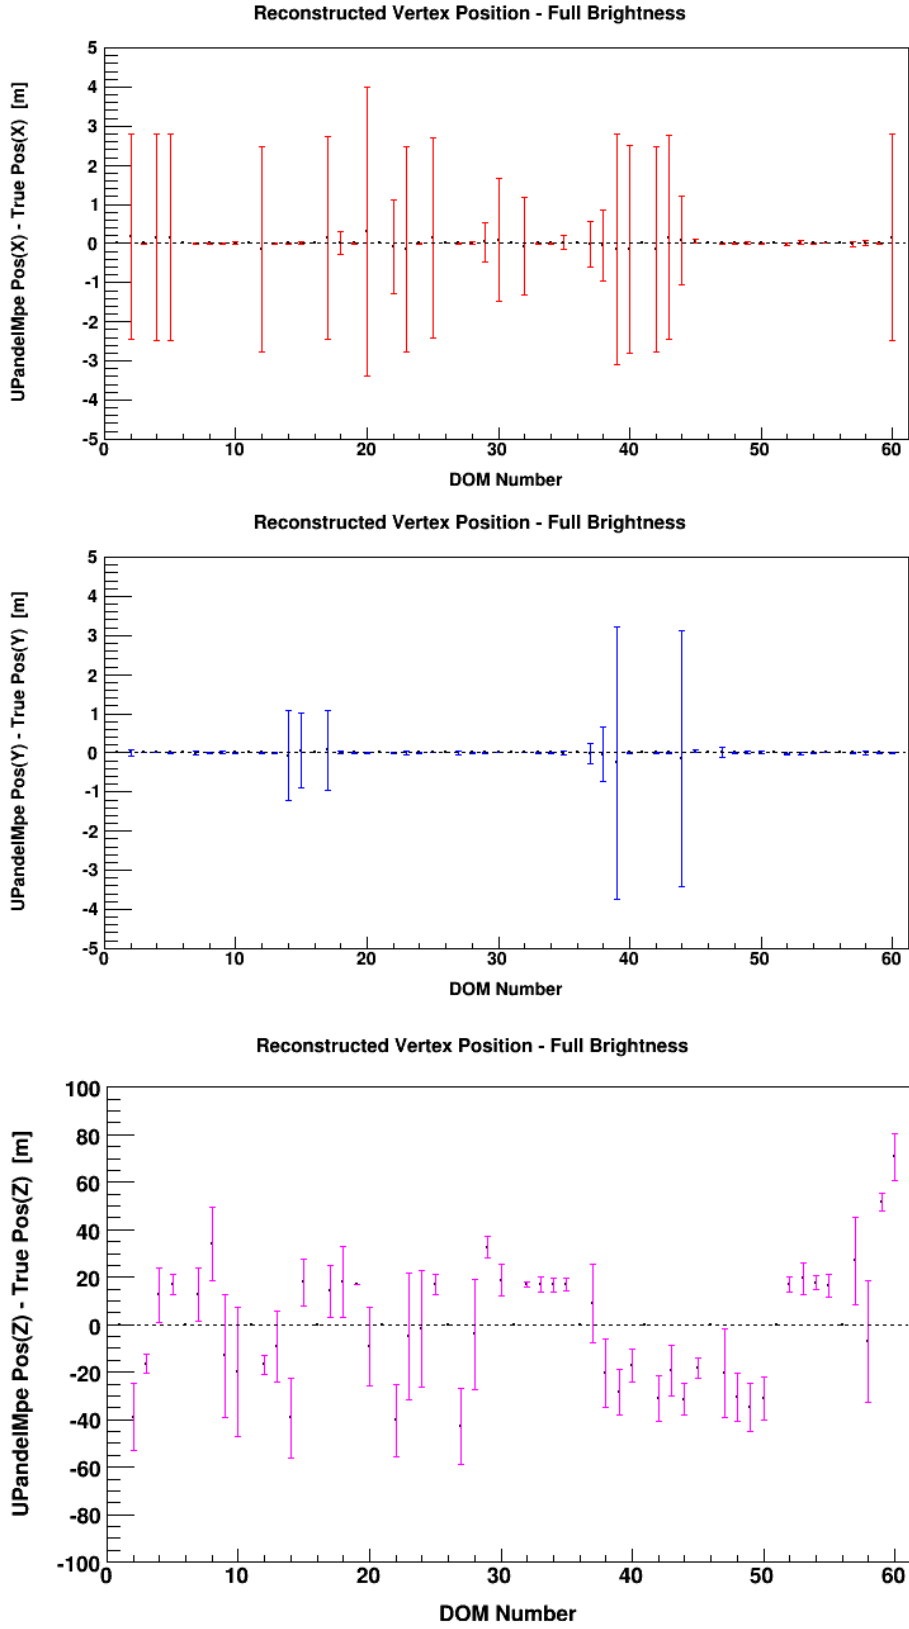 Reconstructed Vertex Position - Full Brightness
UPandelMpe Pos(X) - True Pos(X) [m]
5
4
3
2
1
0
-1
-2
-3
-4
-5
0 10 20 30 40 50 60
DOM Number
Reconstructed Vertex Position - Full Brightness
UPandelMpe Pos(Y) - True Pos(Y) [m]
5
4
3
2
1
0
-1
-2
-3
-4
-5
0 10 20 30 40 50 60
DOM Number
Reconstructed Vertex Position - Full Brightness
UPandelMpe Pos(Z) - True Pos(Z) [m]
100
80
60
40
20
0
-20
-40
-60
-80
-100
0 10 20 30 40 50 60
DOM Number